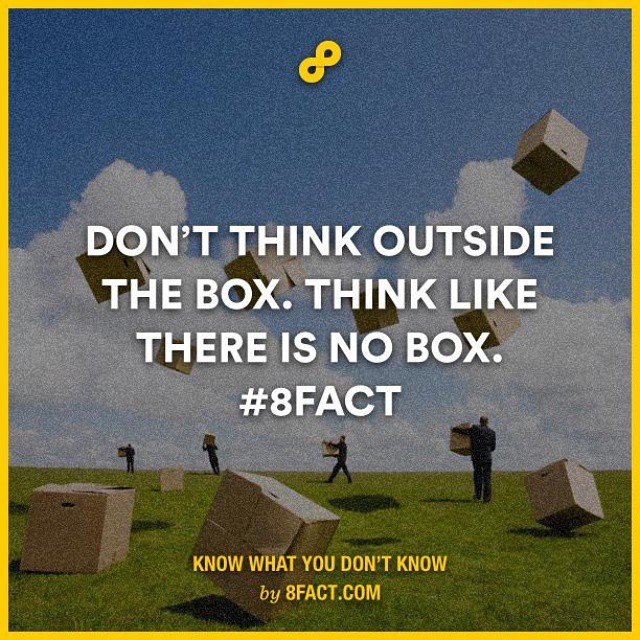 DON'T THINK OUTSIDE
THE BOX. THINK LIKE
THERE IS NO BOX.
#8FACT
KNOW WHAT YOU DON'T KNOW
by 8FACT.COM